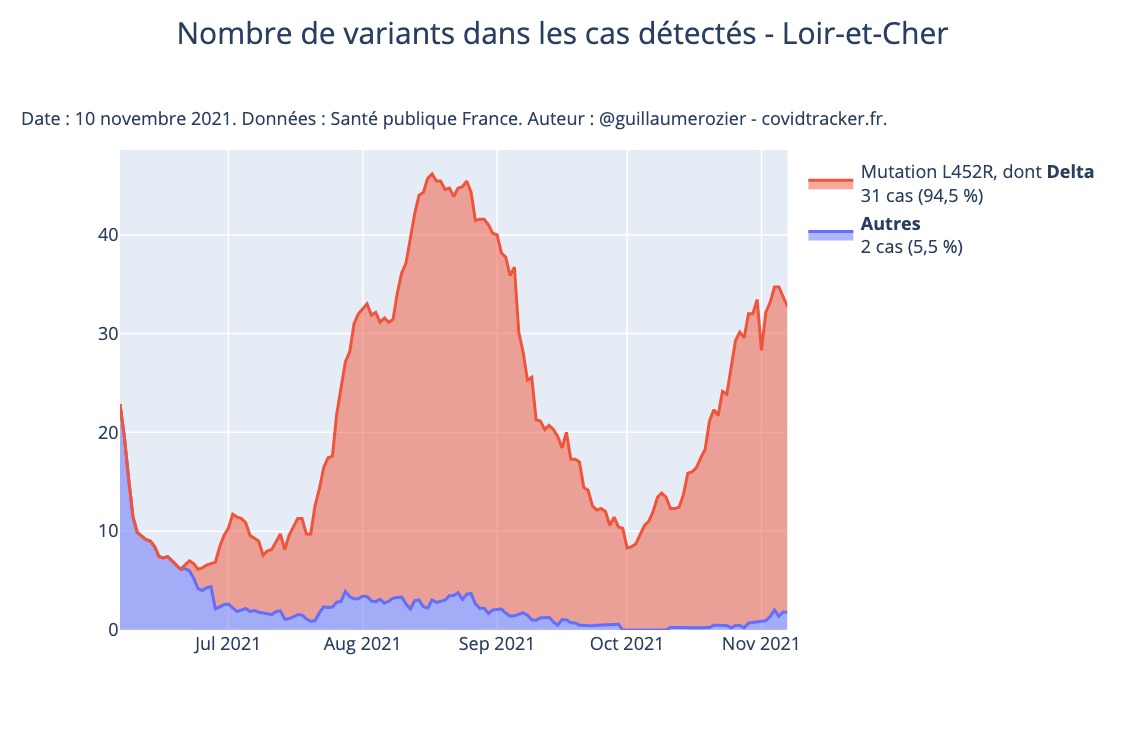 Nombre de variants dans les cas détectés - Loir-et-Cher
Date : 10 novembre 2021. Données : Santé publique France. Auteur : @guillaumerozier - covidtracker.fr.
Mutation L452R, dont Delta
31 cas (94,5 %)
Autres
2 cas (5,5 %)
40
30
20
10
0
Jul 2021 Aug 2021 Sep 2021 Oct 2021 Nov 2021